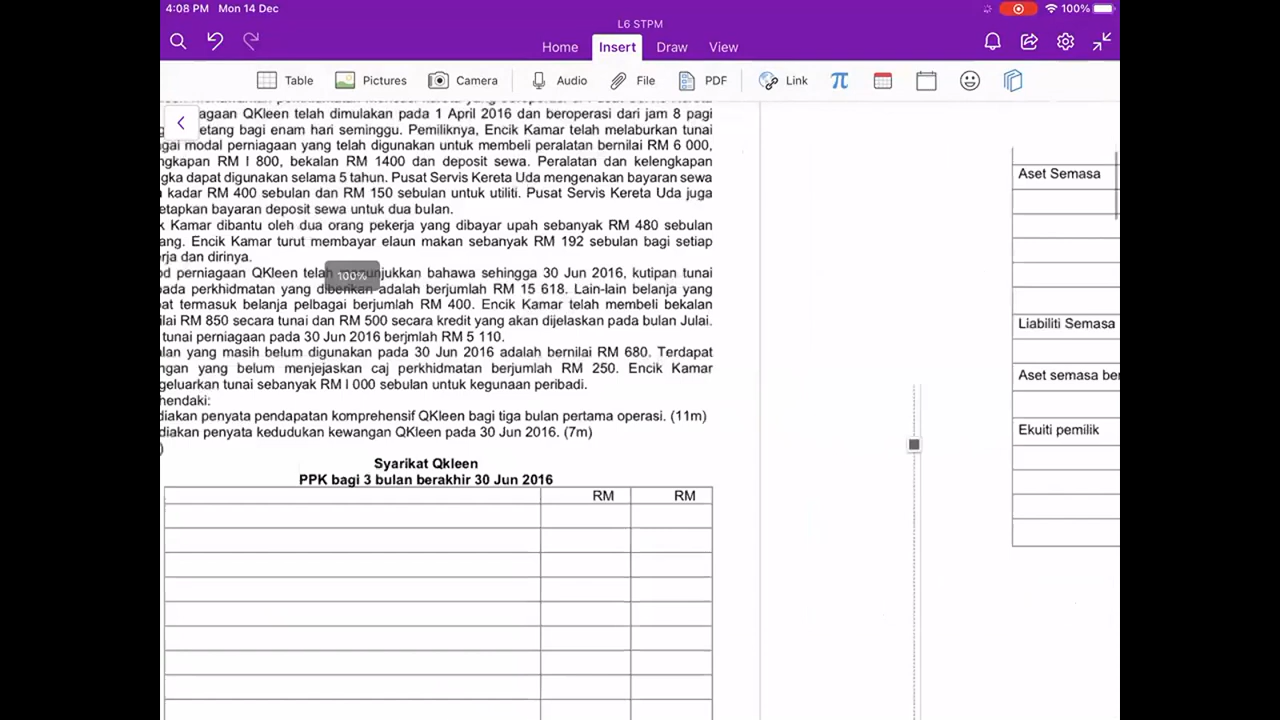 4:08 PM Mon 14 Dec
100%
L6 STPM
Home Insert Draw View
Table Pictures Camera Audio File PDF Link π
agaan QKleen telah dimulakan pada 1 April 2016 dan beroperasi dari jam 8 pagi
etang bagi enam hari seminggu. Pemiliknya, Encik Kamar telah melaburkan tunai
gai modal perniagaan yang telah digunakan untuk membeli peralatan bernilai RM 6 000,
ngkapan RM I 800, bekalan RM 1400 dan deposit sewa. Peralatan dan kelengkapan
gka dapat digunakan selama 5 tahun. Pusat Servis Kereta Uda mengenakan bayaran sewa
kadar RM 400 sebulan dan RM 150 sebulan untuk utiliti. Pusat Servis Kereta Uda juga
etapkan bayaran deposit sewa untuk dua bulan.
k Kamar dibantu oleh dua orang pekerja yang dibayar upah sebanyak RM 480 sebulan
ang. Encik Kamar turut membayar elaun makan sebanyak RM 192 sebulan bagi setiap
rja dan dirinya.
od perniagaan QKleen telah menunjukkan bahawa sehingga 30 Jun 2016, kutipan tunai
100%
pada perkhidmatan yang diberikan adalah berjumlah RM 15 618. Lain-lain belanja yang
pat termasuk belanja pelbagai berjumlah RM 400. Encik Kamar telah membeli bekalan
ilai RM 850 secara tunai dan RM 500 secara kredit yang akan dijelaskan pada bulan Julai.
tunai perniagaan pada 30 Jun 2016 berjmlah RM 5 110.
alan yang masih belum digunakan pada 30 Jun 2016 adalah bernilai RM 680. Terdapat
ngan yang belum menjejaskan caj perkhidmatan berjumlah RM 250. Encik Kamar
geluarkan tunai sebanyak RM I 000 sebulan untuk kegunaan peribadi.
hendaki:
diakan penyata pendapatan komprehensif QKleen bagi tiga bulan pertama operasi. (11m)
diakan penyata kedudukan kewangan QKleen pada 30 Jun 2016. (7m)
)
Syarikat Qkleen
PPK bagi 3 bulan berakhir 30 Jun 2016
RM RM
Aset Semasa
Liabiliti Semasa
Aset semasa ber
Ekuiti pemilik